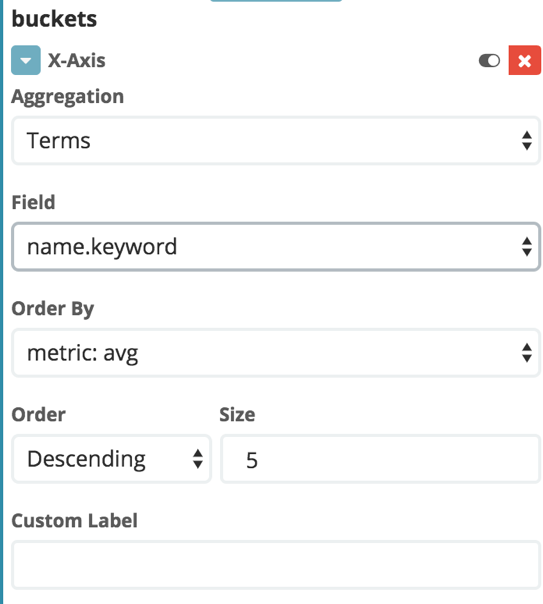 buckets
X-Axis
Aggregation
Terms
Field
name.keyword
Order By
metric: avg
Order Size
Descending 5
Custom Label